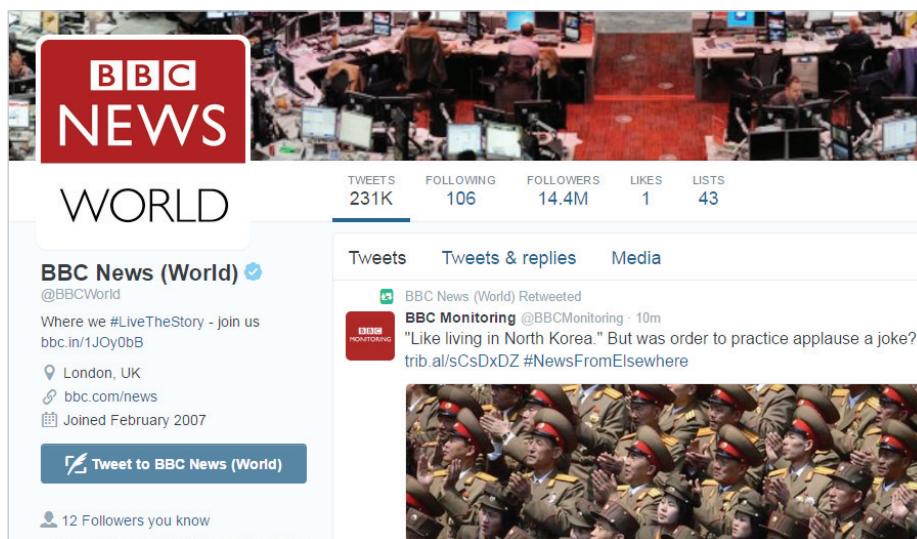 BBC
NEWS
WORLD
TWEETS FOLLOWING FOLLOWERS LIKES LISTS
231K 106 14.4M 1 43
BBC News (World)
@BBCWorld
Where we #LiveTheStory - join us
bbc.in/1JOy0bB
London, UK
bbc.com/news
Joined February 2007
Tweet to BBC News (World)
12 Followers you know
Tweets Tweets & replies Media
BBC News (World) Retweeted
BBC Monitoring @BBCMonitoring · 10m
BBC
MONITORING
"Like living in North Korea." But was order to practice applause a joke?
trib.al/sCsDxDZ #NewsFromElsewhere